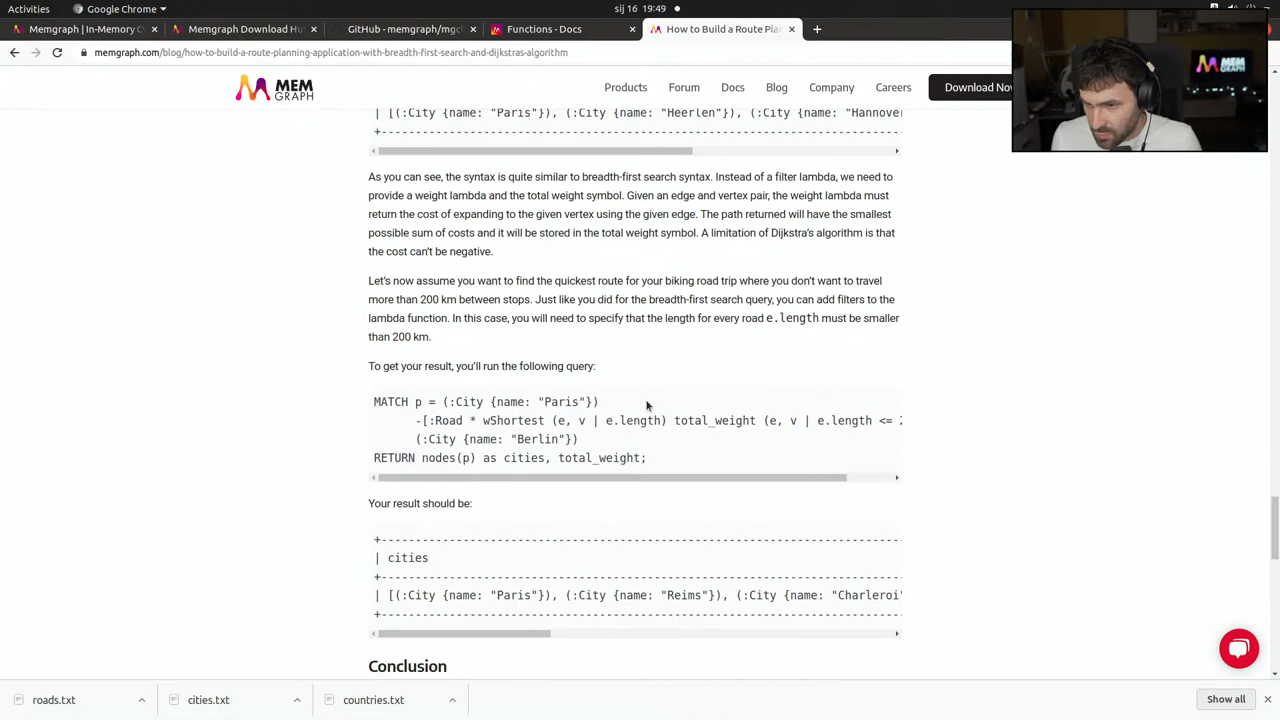 Activities
Google Chrome
sij 16 19:49
Memgraph | In-Memory C
Memgraph Download Hu
GitHub - memgraph/mgcl
Functions - Docs
How to Build a Route Plan
memgraph.com/blog/how-to-build-a-route-planning-application-with-breadth-first-search-and-dijkstras-algorithm
MEM
GRAPH
Products
Forum
Docs
Blog
Company
Careers
Download Now
| [(:City {name: "Paris"}), (:City {name: "Heerlen"}), (:City {name: "Hannover
+------------------------------------------------------------------------------
As you can see, the syntax is quite similar to breadth-first search syntax. Instead of a filter lambda, we need to
provide a weight lambda and the total weight symbol. Given an edge and vertex pair, the weight lambda must
return the cost of expanding to the given vertex using the given edge. The path returned will have the smallest
possible sum of costs and it will be stored in the total weight symbol. A limitation of Dijkstra's algorithm is that
the cost can't be negative.
Let's now assume you want to find the quickest route for your biking road trip where you don't want to travel
more than 200 km between stops. Just like you did for the breadth-first search query, you can add filters to the
lambda function. In this case, you will need to specify that the length for every road e.length must be smaller
than 200 km.
To get your result, you'll run the following query:
MATCH p = (:City {name: "Paris"})
-[:Road * wShortest (e, v | e.length) total_weight (e, v | e.length <= 2
(:City {name: "Berlin"})
RETURN nodes(p) as cities, total_weight;
Your result should be:
+------------------------------------------------------------------------------
| cities
+------------------------------------------------------------------------------
| [(:City {name: "Paris"}), (:City {name: "Reims"}), (:City {name: "Charleroi"
+------------------------------------------------------------------------------
Conclusion
roads.txt
cities.txt
countries.txt
Show all